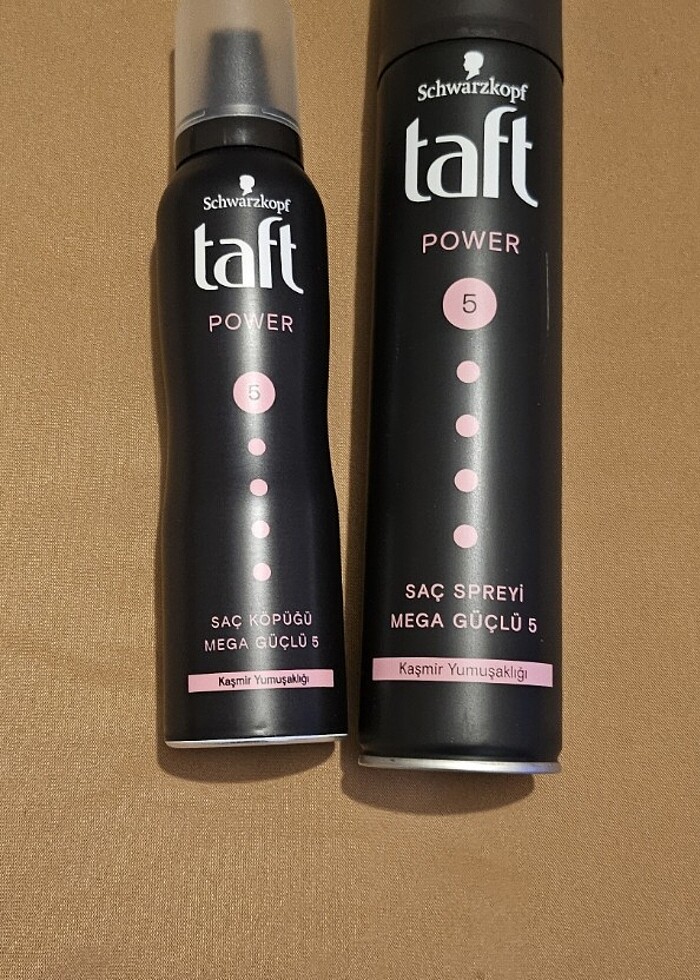 Schwarzkopf
taft
POWER
5
SAÇ KÖPÜĞÜ
MEGA GÜÇLÜ 5
Kaşmir Yumuşaklığı
Schwarzkopf
taft
POWER
5
SAÇ SPREYİ
MEGA GÜÇLÜ 5
Kaşmir Yumuşaklığı